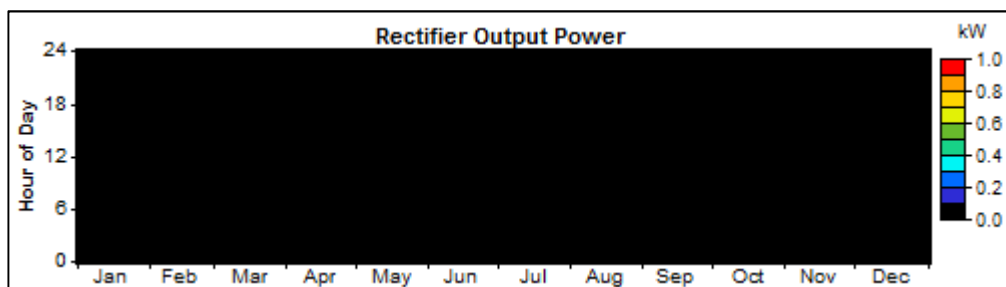 Rectifier Output Power
kW
Hour of Day
24
18
12
6
0
Jan Feb Mar Apr May Jun Jul Aug Sep Oct Nov Dec
1.0
0.8
0.6
0.4
0.2
0.0